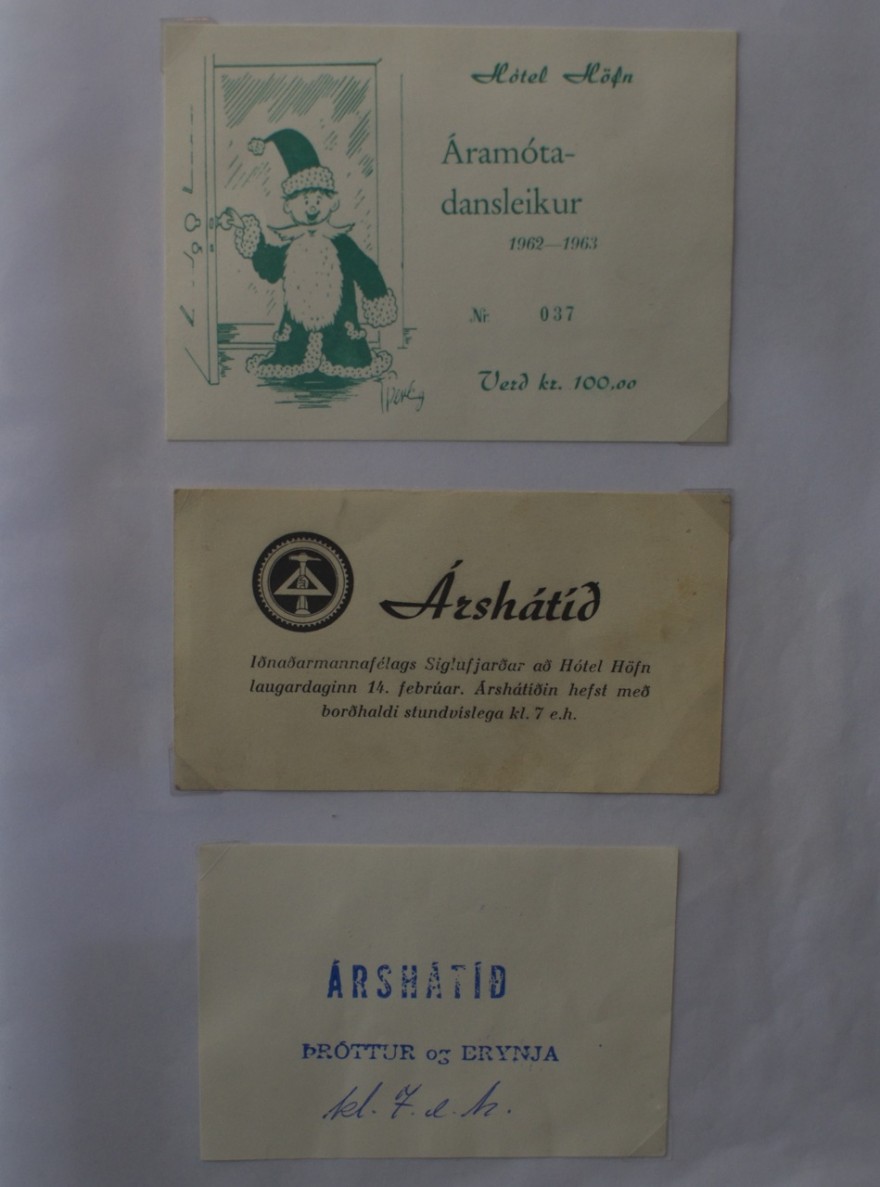 Hótel Höfn
Áramóta-
dansleikur
1962—1963
Nr. 037
Verð kr. 100,00
Árshátíð
Iðnaðarmannafélags Siglufjarðar að Hótel Höfn
laugardaginn 14. febrúar. Árshátíðin hefst með
borðhaldi stundvíslega kl. 7 e.h.
ÁRSHÁTÍÐ
ÞRÓTTUR og BRYNJA
kl. 7. e. h.